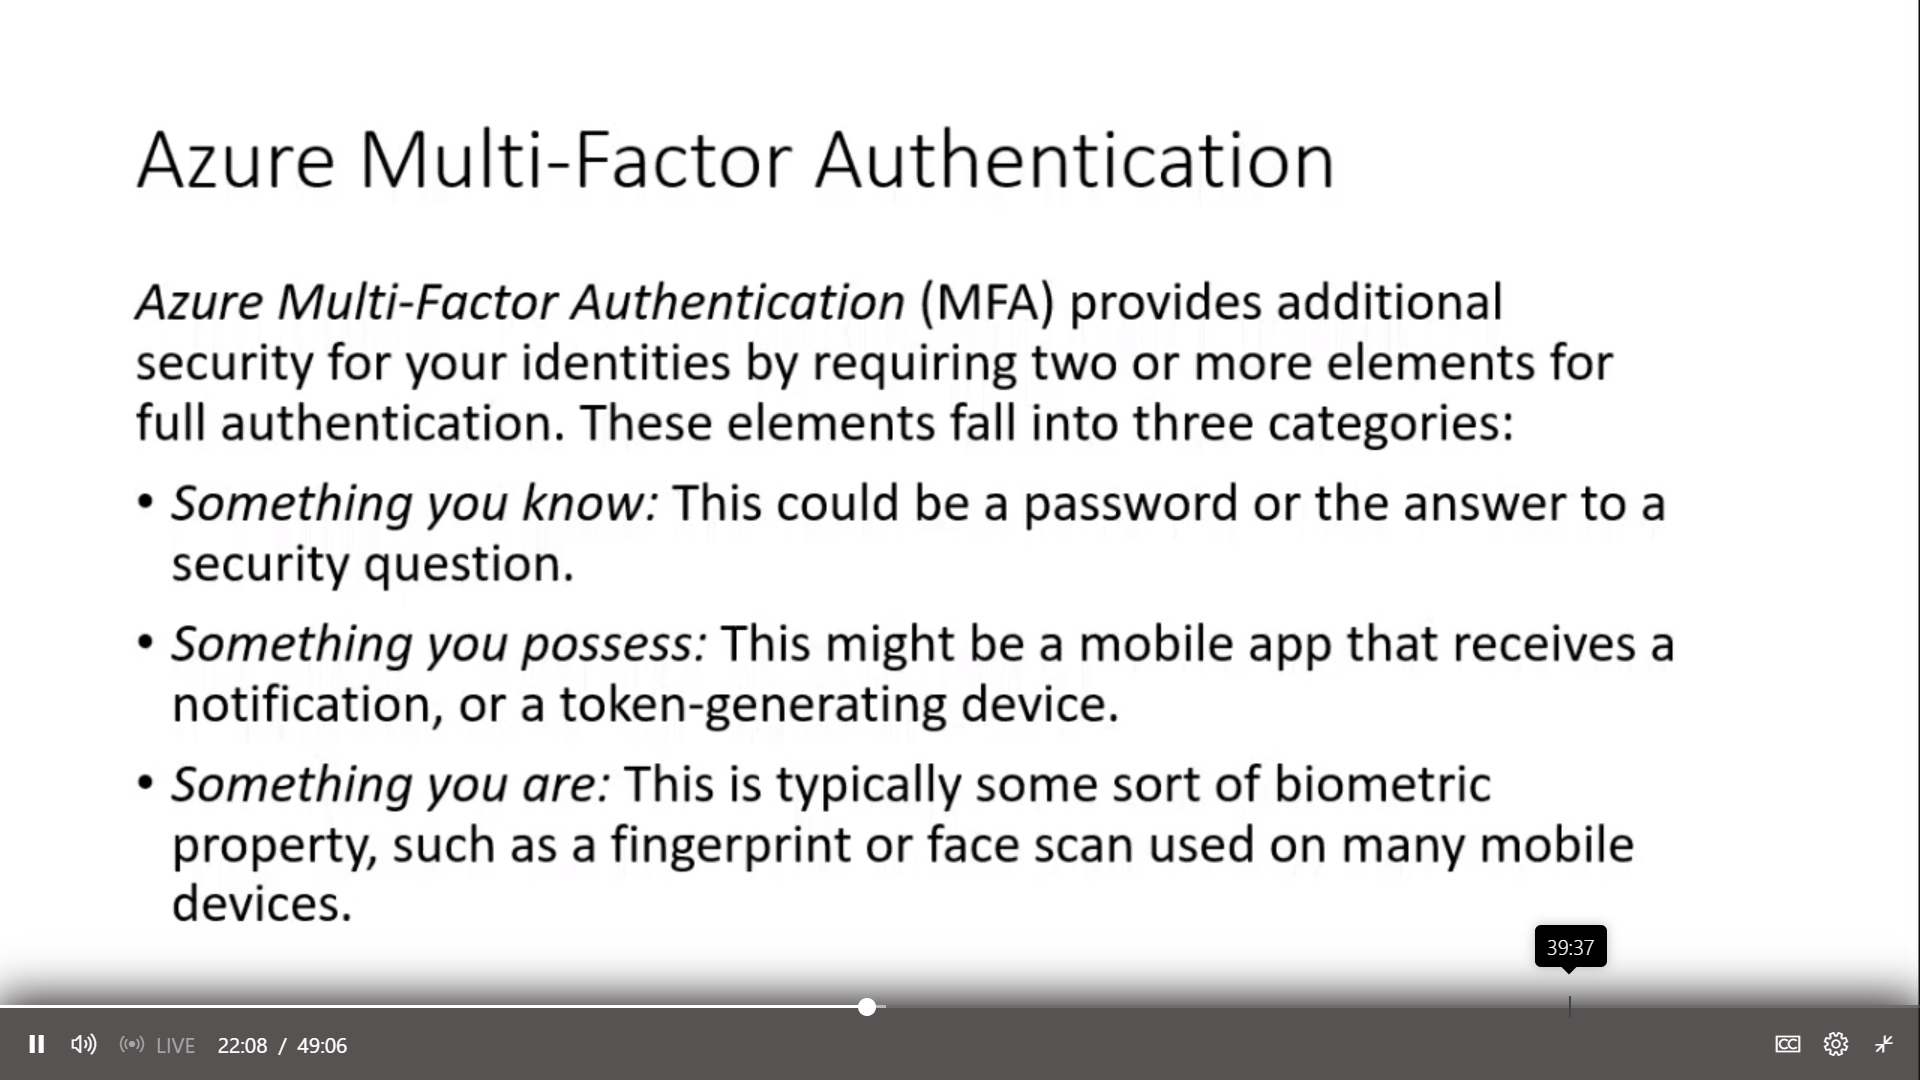 Azure Multi-Factor Authentication
Azure Multi-Factor Authentication (MFA) provides additional
security for your identities by requiring two or more elements for
full authentication. These elements fall into three categories:
• Something you know: This could be a password or the answer to a
security question.
• Something you possess: This might be a mobile app that receives a
notification, or a token-generating device.
• Something you are: This is typically some sort of biometric
property, such as a fingerprint or face scan used on many mobile
devices.
39:37
LIVE 22:08 / 49:06 CC